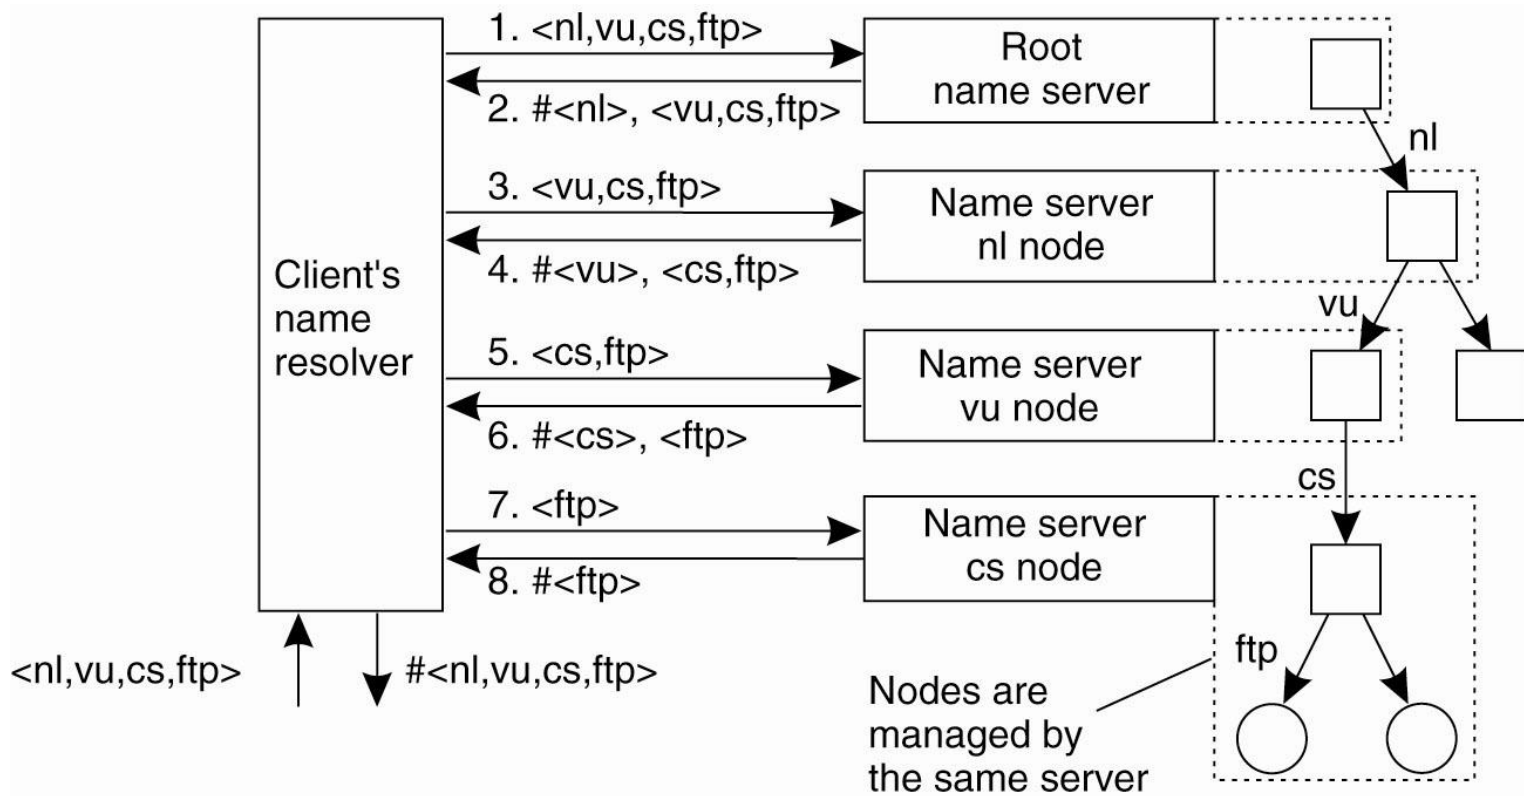 1. <nl,vu,cs,ftp>
Root
name server
2. #<nl>, <vu,cs,ftp>
nl
3. <vu,cs,ftp>
Name server
nl node
4. #<vu>, <cs,ftp>
Client's
name
resolver
vu
5. <cs,ftp>
Name server
vu node
6. #<cs>, <ftp>
cs
7. <ftp>
Name server
cs node
8. #<ftp>
<nl,vu,cs,ftp>
#<nl,vu,cs,ftp>
ftp
Nodes are
managed by
the same server